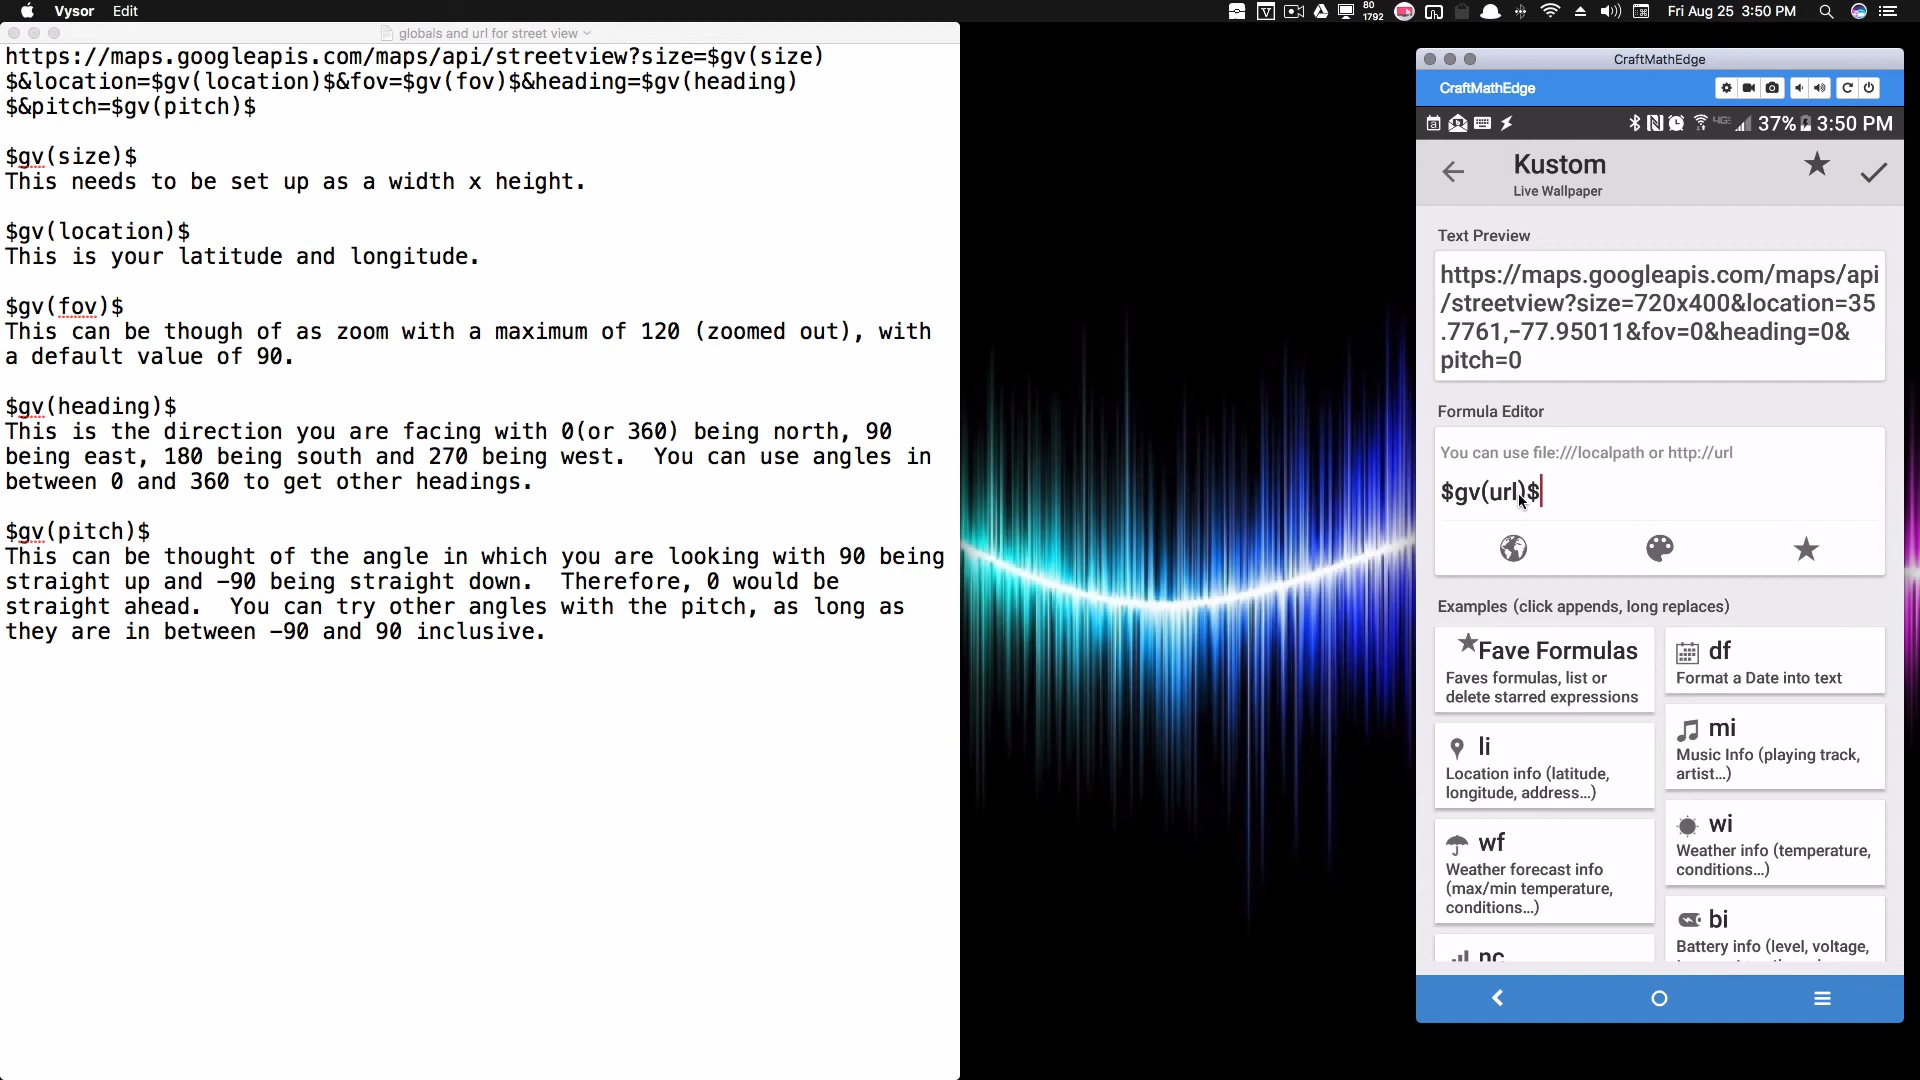 Vysor Edit
80
1792
Fri Aug 25 3:50 PM
globals and url for street view
https://maps.googleapis.com/maps/api/streetview?size=$gv(size)
$&location=$gv(location)$&fov=$gv(fov)$&heading=$gv(heading)
$&pitch=$gv(pitch)$
$gv(size)$
This needs to be set up as a width x height.
$gv(location)$
This is your latitude and longitude.
$gv(fov)$
This can be though of as zoom with a maximum of 120 (zoomed out), with
a default value of 90.
$gv(heading)$
This is the direction you are facing with 0(or 360) being north, 90
being east, 180 being south and 270 being west.  You can use angles in
between 0 and 360 to get other headings.
$gv(pitch)$
This can be thought of the angle in which you are looking with 90 being
straight up and -90 being straight down.  Therefore, 0 would be
straight ahead.  You can try other angles with the pitch, as long as
they are in between -90 and 90 inclusive.
CraftMathEdge
CraftMathEdge
4G 37% 3:50 PM
Kustom
Live Wallpaper
Text Preview
https://maps.googleapis.com/maps/api
/streetview?size=720x400&location=35
.7761,-77.95011&fov=0&heading=0&
pitch=0
Formula Editor
You can use file:///localpath or http://url
$gv(url)$
Examples (click appends, long replaces)
Fave Formulas
Faves formulas, list or
delete starred expressions
df
Format a Date into text
li
Location info (latitude,
longitude, address...)
mi
Music Info (playing track,
artist...)
wf
Weather forecast info
(max/min temperature,
conditions...)
wi
Weather info (temperature,
conditions...)
bi
Battery info (level, voltage,
nc